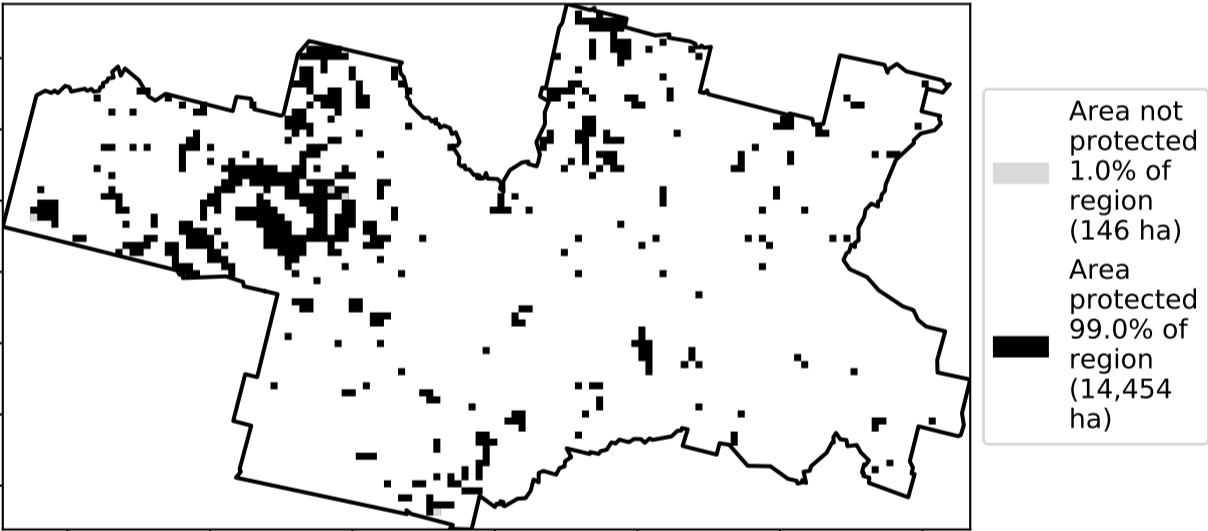 Area not
protected
1.0% of
region
(146 ha)
Area
protected
99.0% of
region
(14,454
ha)